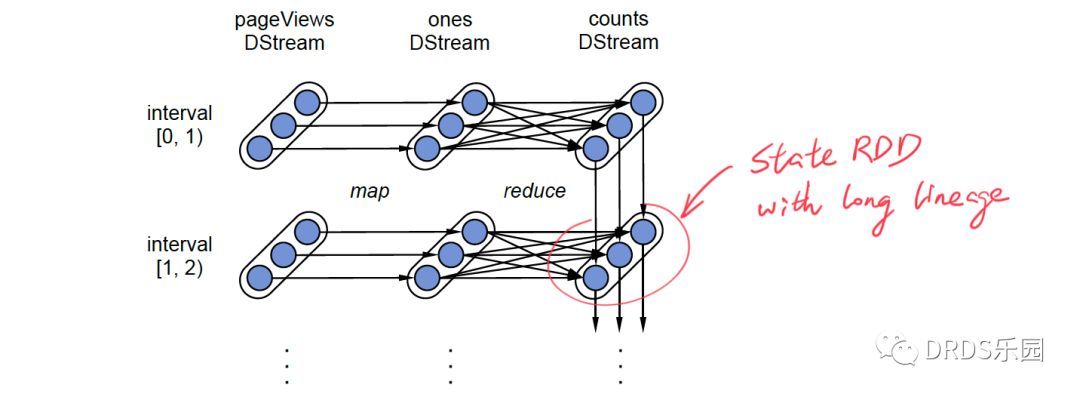 pageViews
DStream
ones
DStream
counts
DStream
interval
[0, 1)
map
reduce
interval
[1, 2)
State RDD
with long lineage
DRDS乐园